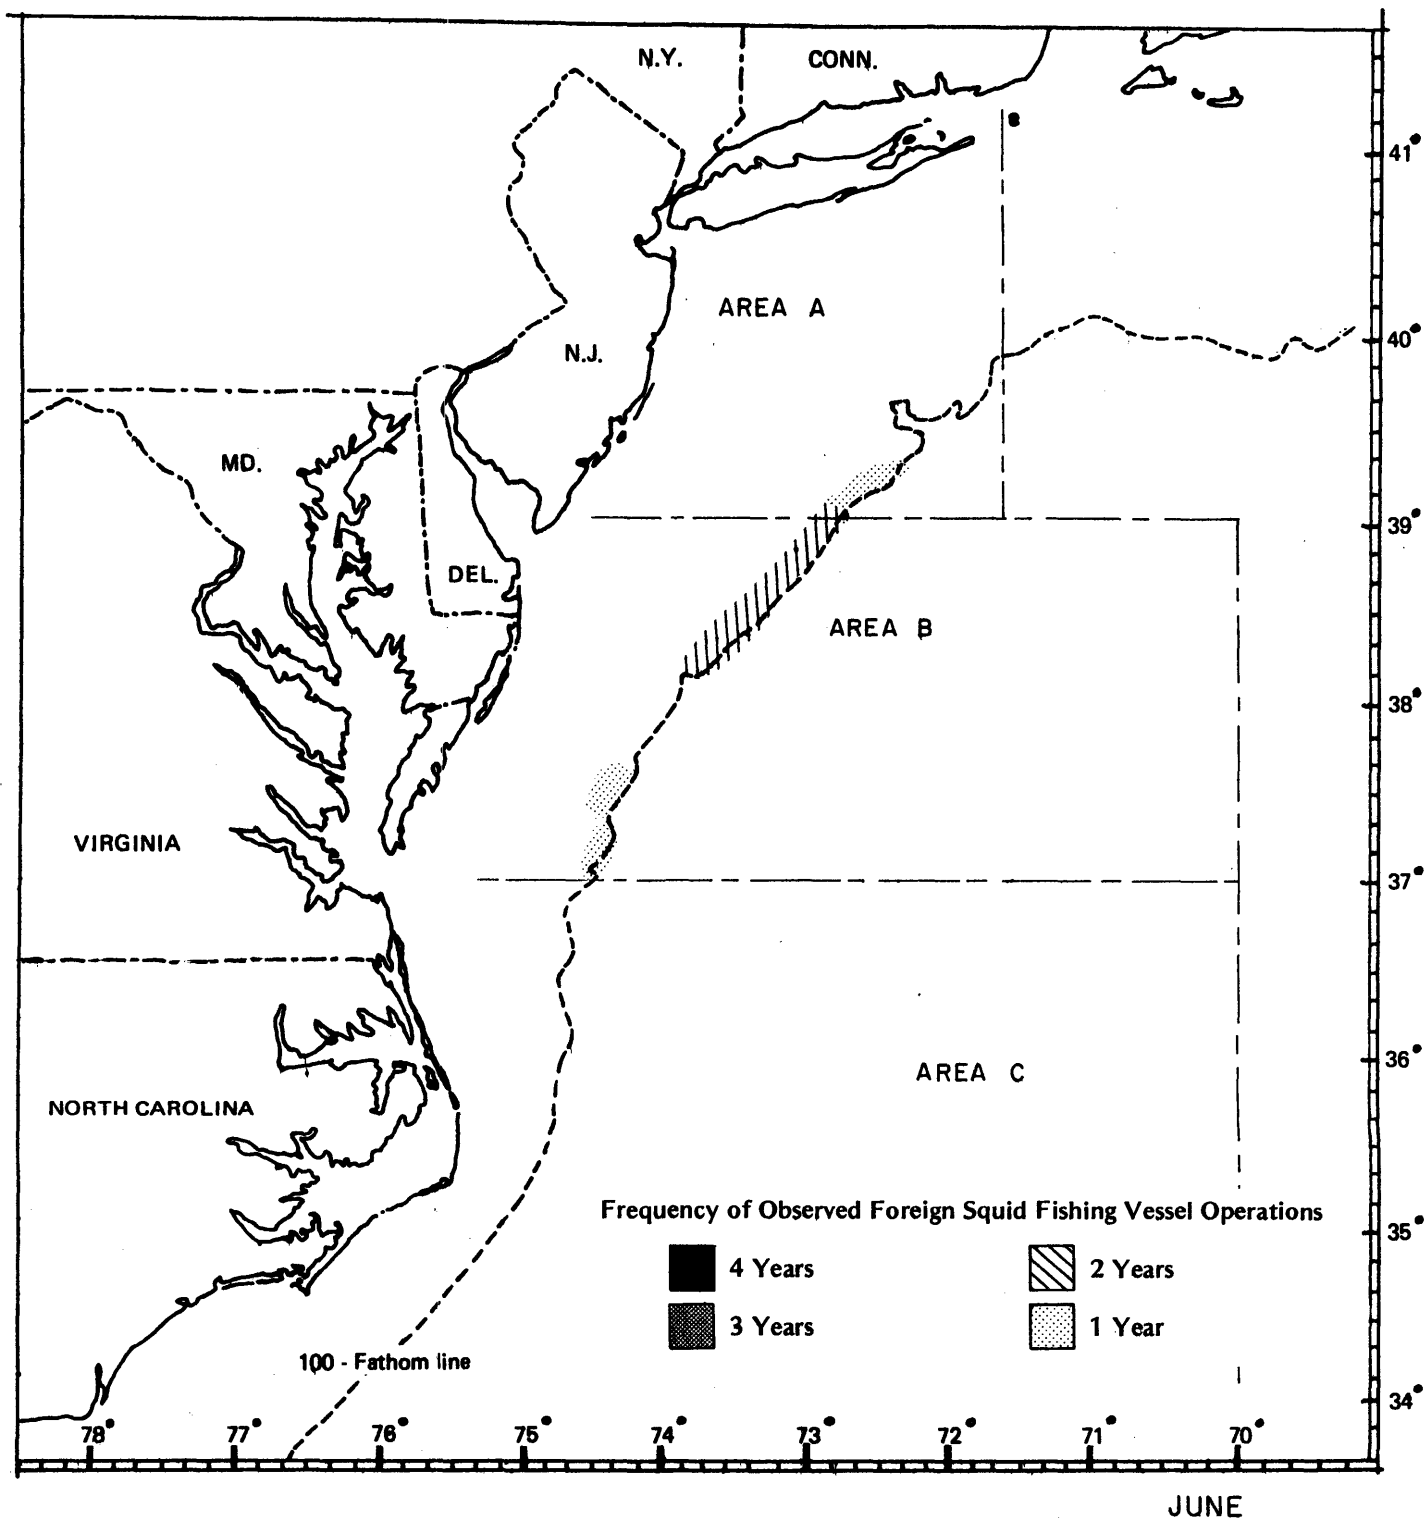 N.Y.
CONN.
41°
AREA A
40°
N.J.
MD.
39°
DEL.
AREA B
38°
VIRGINIA
37°
36°
AREA C
NORTH CAROLINA
Frequency of Observed Foreign Squid Fishing Vessel Operations
35°
4 Years
2 Years
3 Years
1 Year
100 - Fathom line
34°
78° 77° 76° 75° 74° 73° 72° 71° 70°
JUNE